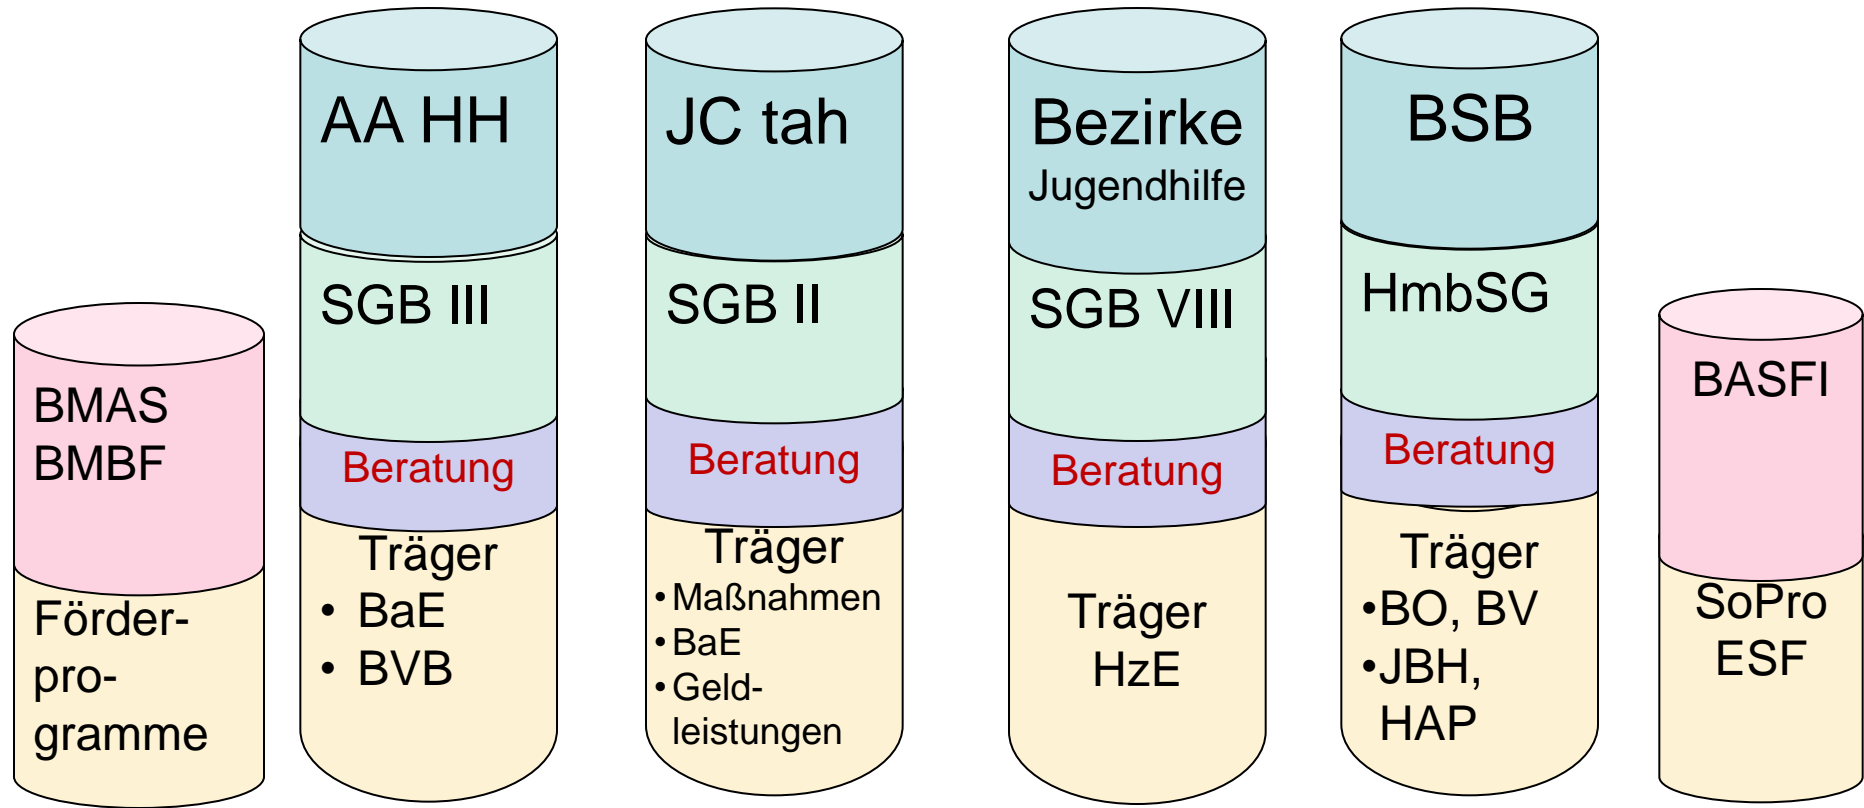 BMAS
BMBF
Förder-
pro-
gramme
AA HH
SGB III
Beratung
Träger
• BaE
• BVB
JC tah
SGB II
Beratung
Träger
• Maßnahmen
• BaE
• Geld-
leistungen
Bezirke
Jugendhilfe
SGB VIII
Beratung
Träger
HzE
BSB
HmbSG
Beratung
Träger
•BO, BV
•JBH,
HAP
BASFI
SoPro
ESF